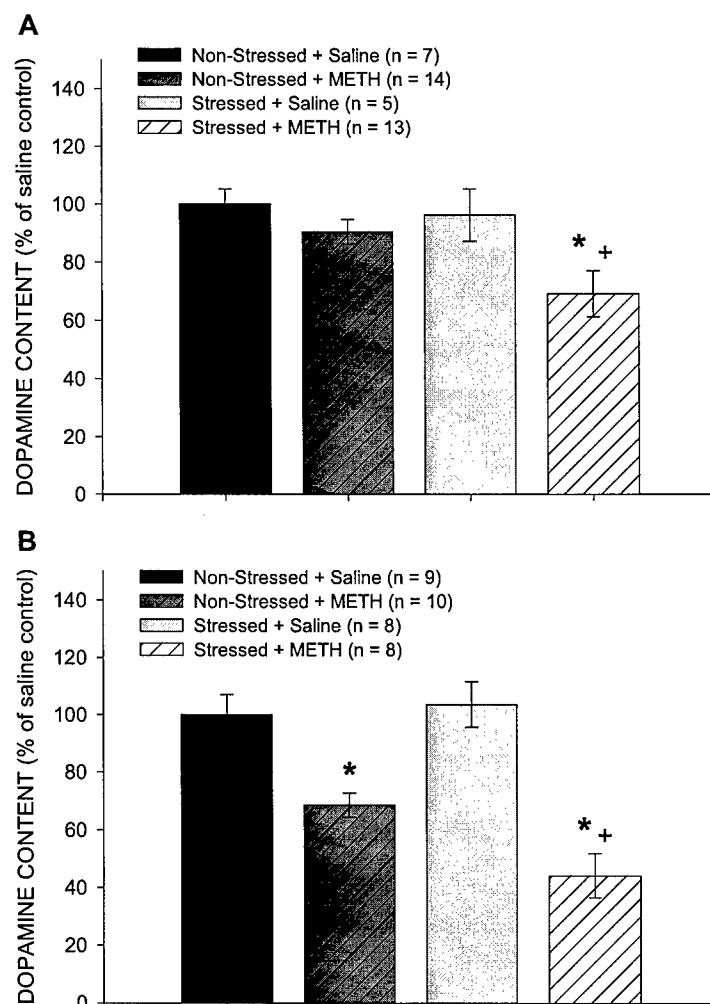 A
Non-Stressed + Saline (n = 7)
Non-Stressed + METH (n = 14)
Stressed + Saline (n = 5)
Stressed + METH (n = 13)
DOPAMINE CONTENT (% of saline control)
140
120
100
80
60
40
20
0
* +
B
Non-Stressed + Saline (n = 9)
Non-Stressed + METH (n = 10)
Stressed + Saline (n = 8)
Stressed + METH (n = 8)
DOPAMINE CONTENT (% of saline control)
140
120
100
80
60
40
20
0
*
* +